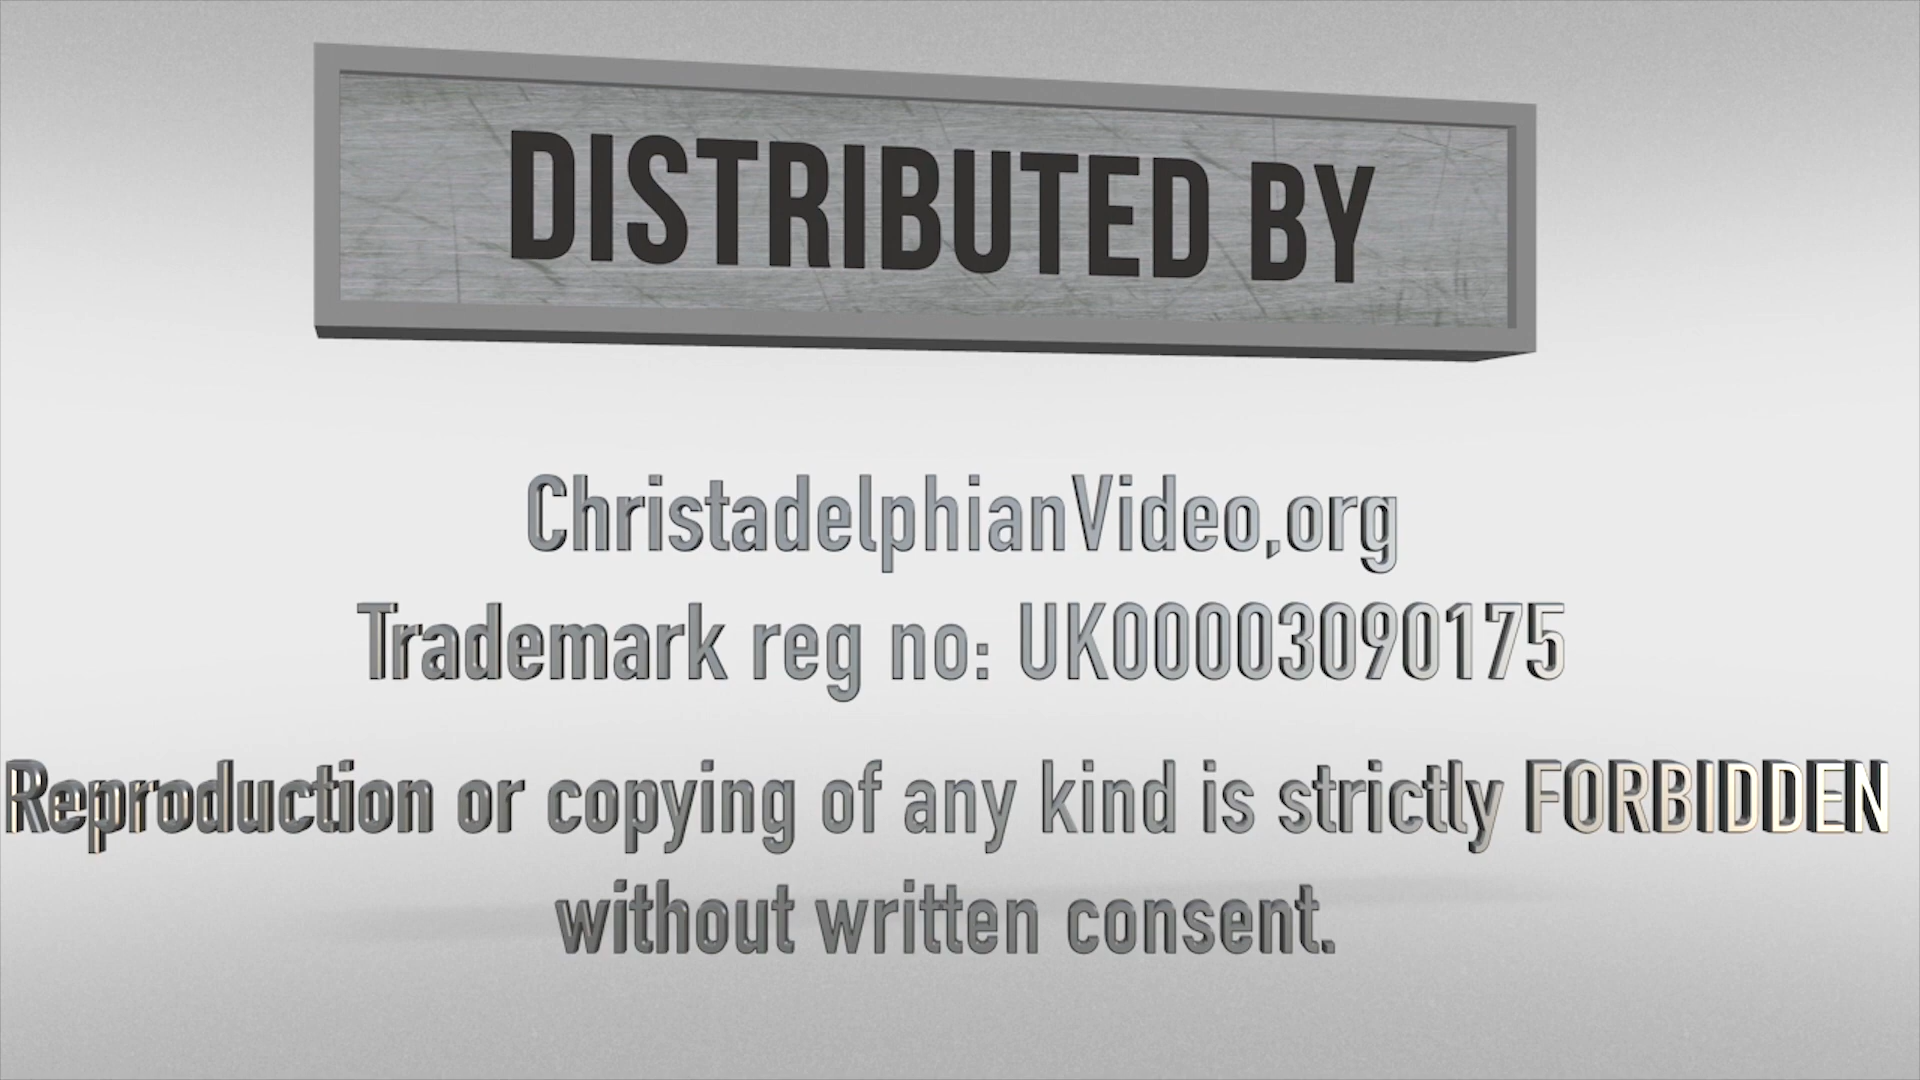 DISTRIBUTED BY
ChristadelphianVideo,org
Trademark reg no: UK00003090175
Reproduction or copying of any kind is strictly FORBIDDEN
without written consent.